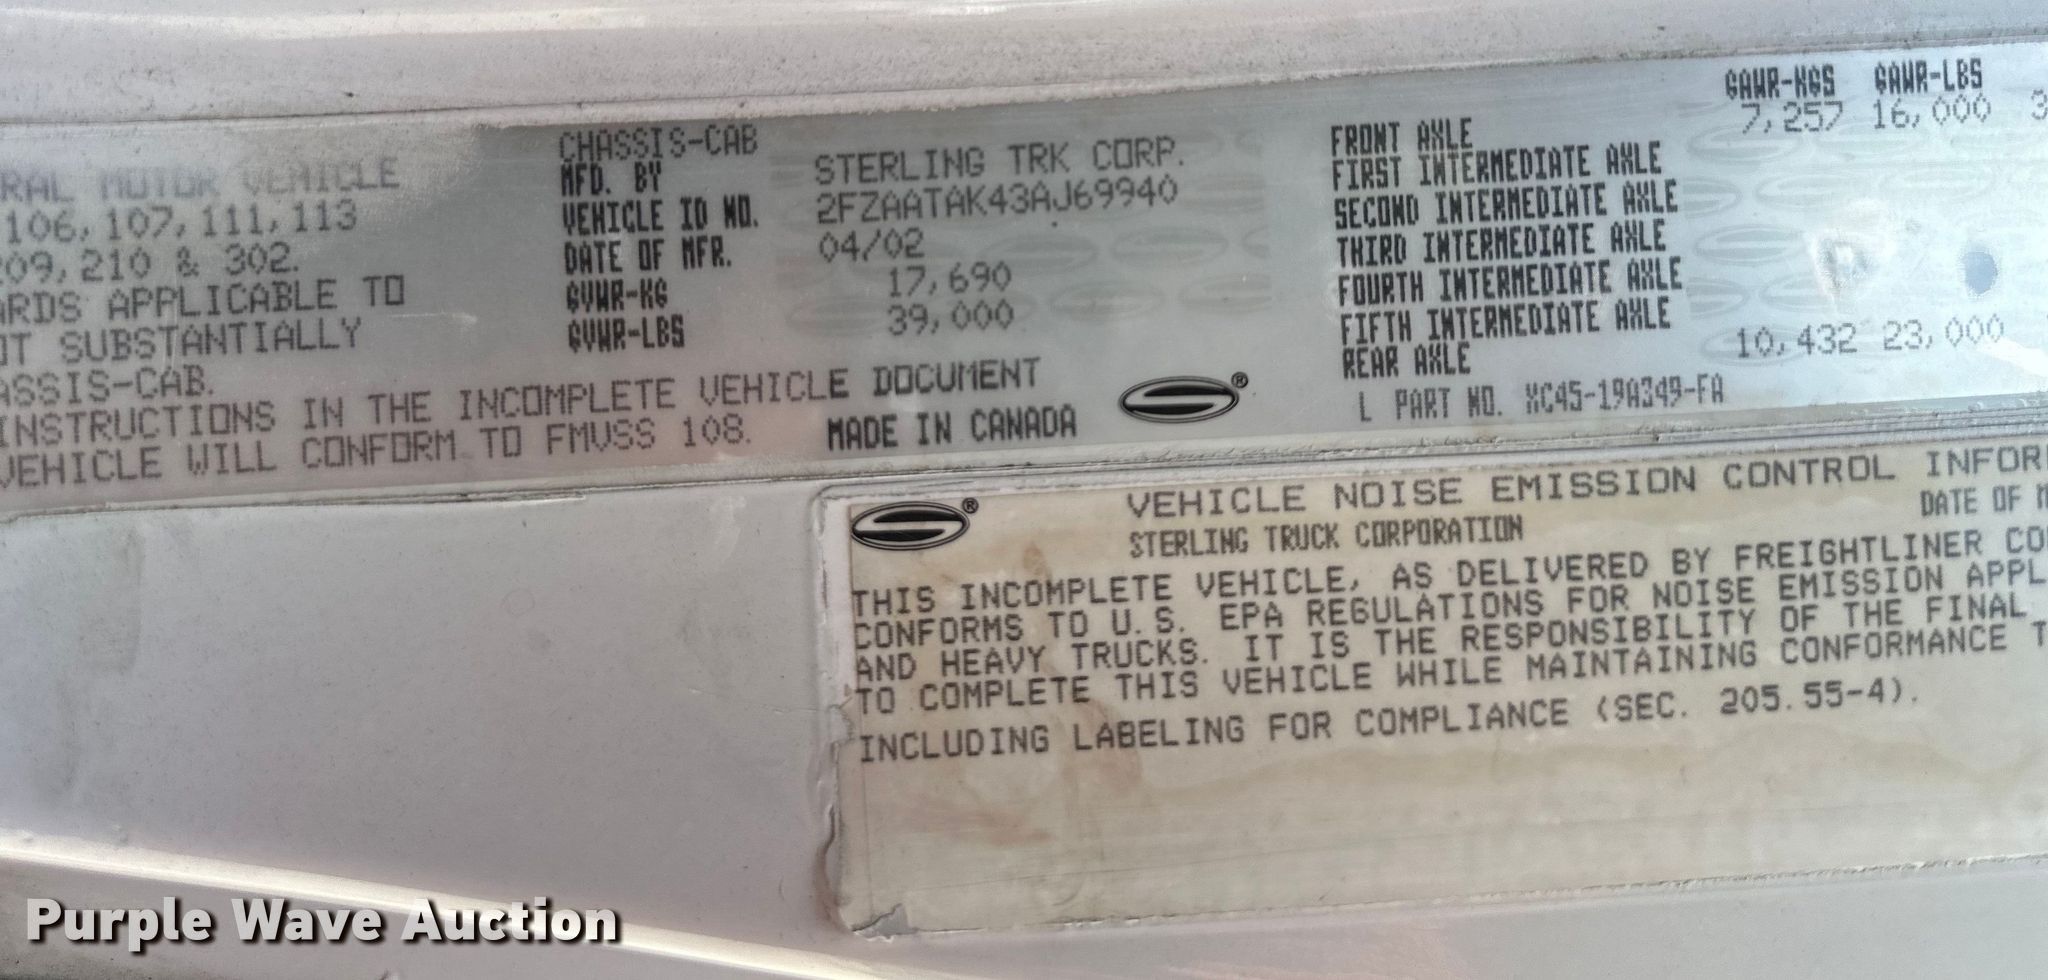 RAL MOTOR VEHICLE
106, 107, 111, 113
209, 210 & 302.
ARDS APPLICABLE TO
OT SUBSTANTIALLY
ASSIS-CAB.
INSTRUCTIONS IN THE INCOMPLETE VEHICLE DOCUMENT
VEHICLE WILL CONFORM TO FMVSS 108.
CHASSIS-CAB
MFD. BY STERLING TRK CORP.
VEHICLE ID NO. 2FZAATAK43AJ69940
DATE OF MFR. 04/02
GVWR-KG 17,690
GVWR-LBS 39,000
MADE IN CANADA
GAWR-KGS GAWR-LBS
FRONT AXLE 7,257 16,000 3
FIRST INTERMEDIATE AXLE
SECOND INTERMEDIATE AXLE
THIRD INTERMEDIATE AXLE
FOURTH INTERMEDIATE AXLE
FIFTH INTERMEDIATE AXLE
REAR AXLE 10,432 23,000
L PART NO. XC45-19A349-FA
VEHICLE NOISE EMISSION CONTROL INFOR
STERLING TRUCK CORPORATION DATE OF M
THIS INCOMPLETE VEHICLE, AS DELIVERED BY FREIGHTLINER CO
CONFORMS TO U.S. EPA REGULATIONS FOR NOISE EMISSION APPL
AND HEAVY TRUCKS. IT IS THE RESPONSIBILITY OF THE FINAL
TO COMPLETE THIS VEHICLE WHILE MAINTAINING CONFORMANCE T
INCLUDING LABELING FOR COMPLIANCE (SEC. 205.55-4).
Purple Wave Auction